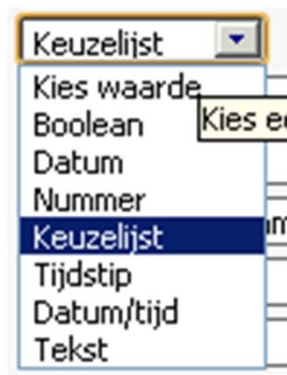 Keuzelijst
Kies waarde
Boolean
Kies
Datum
Nummer
Keuzelijst
Tijdstip
Datum/tijd
Tekst